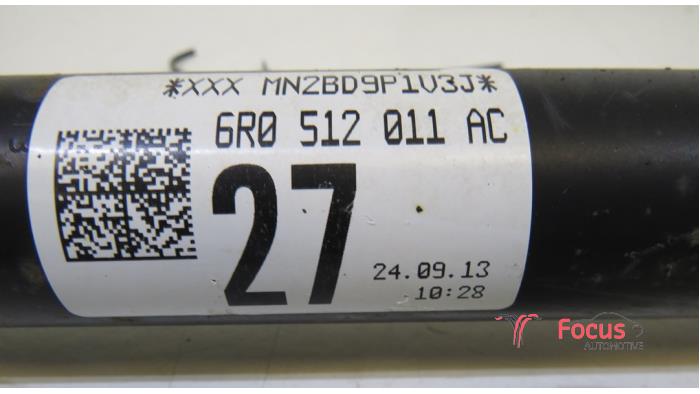 *XXX MN2BD9P1V3J*
6R0 512 011 AC
27
24.09.13
10:28
Focus
AUTOMOTIVE